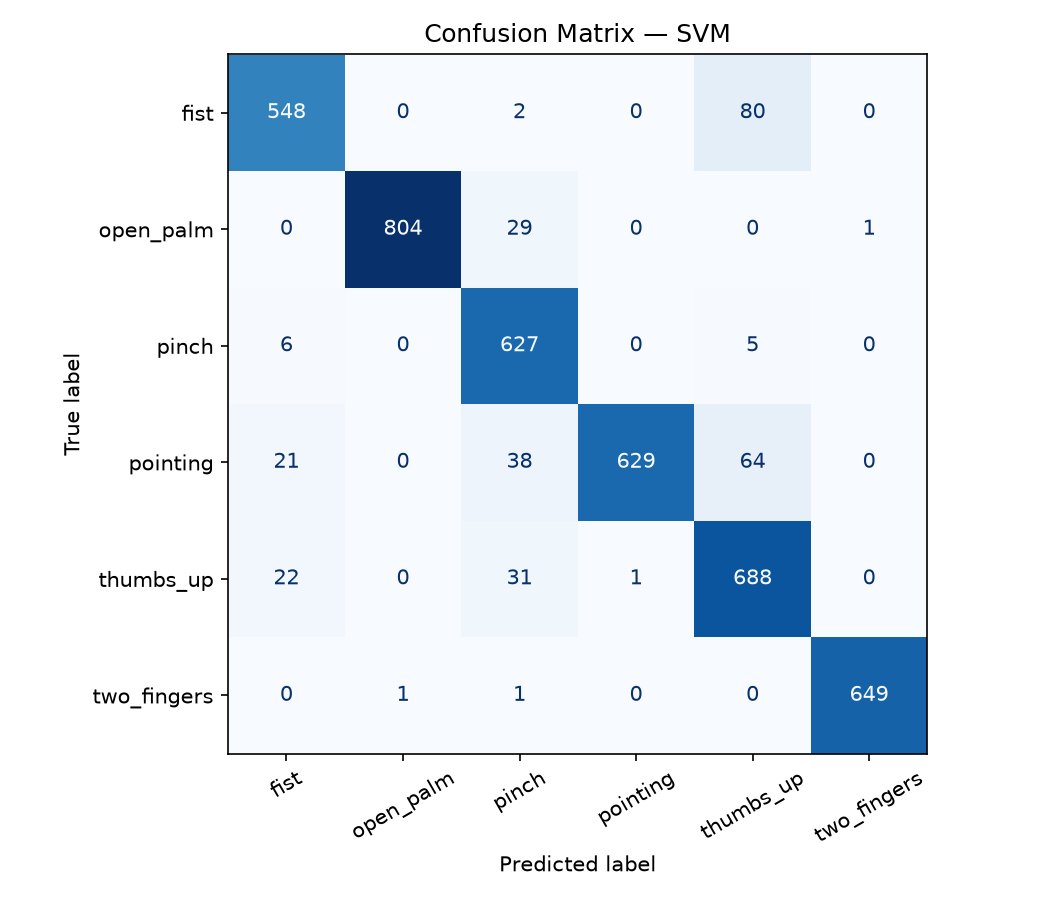 Confusion Matrix — SVM
fist 548 0 2 0 80 0
open_palm 0 804 29 0 0 1
pinch 6 0 627 0 5 0
True label
pointing 21 0 38 629 64 0
thumbs_up 22 0 31 1 688 0
two_fingers 0 1 1 0 0 649
fist open_palm pinch pointing thumbs_up two_fingers
Predicted label